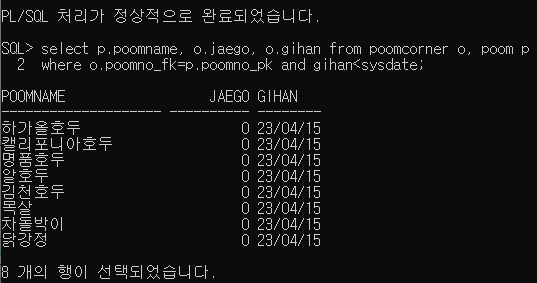 PL/SQL 처리가 정상적으로 완료되었습니다.
SQL> select p.poomname, o.jaego, o.gihan from poomcorner o, poom p
  2  where o.poomno_fk=p.poomno_pk and gihan<sysdate;
POOMNAME                  JAEGO GIHAN
-------------------- ---------- --------
하가올호두                    0 23/04/15
캘리포니아호두                0 23/04/15
명품호두                      0 23/04/15
알호두                        0 23/04/15
김천호두                      0 23/04/15
목살                          0 23/04/15
차돌박이                      0 23/04/15
닭강정                        0 23/04/15
8 개의 행이 선택되었습니다.